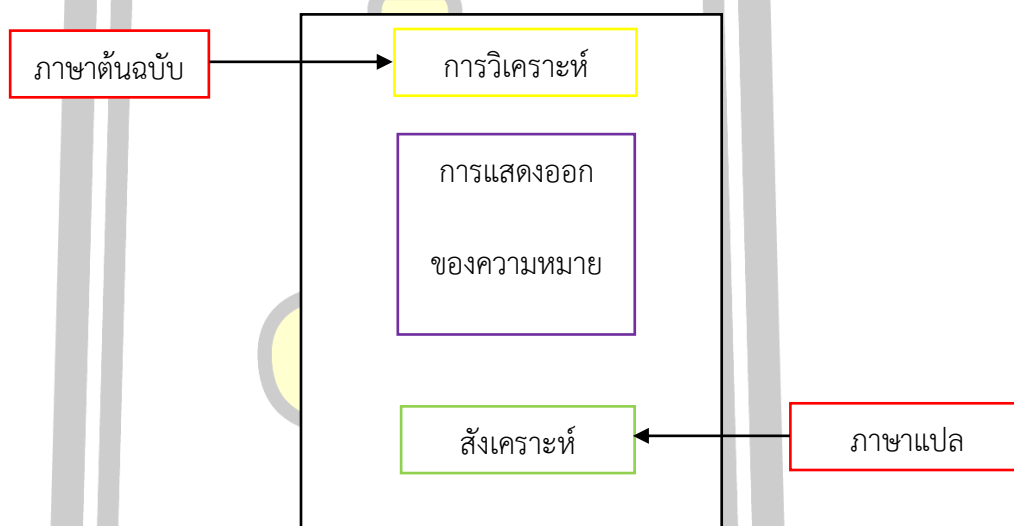 ภาษาต้นฉบับ
การวิเคราะห์
การแสดงออก
ของความหมาย
สังเคราะห์
ภาษาแปล